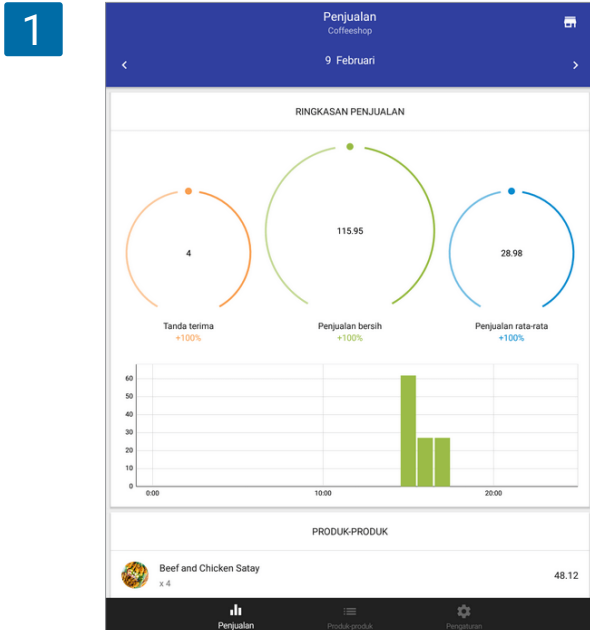 1
Penjualan
Coffeeshop
9 Februari
RINGKASAN PENJUALAN
4
115.95
28.98
Tanda terima
+100%
Penjualan bersih
+100%
Penjualan rata-rata
+100%
60
50
40
30
20
10
0
0:00 10:00 20:00
PRODUK-PRODUK
Beef and Chicken Satay
x 4
48.12
Penjualan Produk-produk Pengaturan